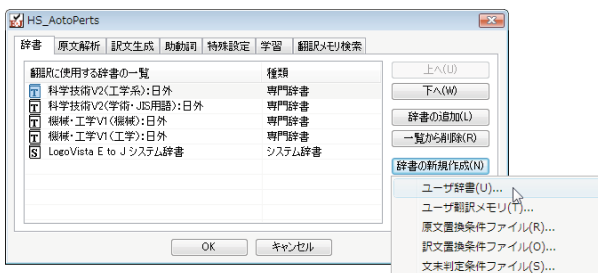 HS_AotoPerts
辞書 原文解析 訳文生成 助動詞 特殊設定 学習 翻訳メモリ検索
翻訳に使用する辞書の一覧 種類
T 科学技術V2(工学系):日外 専門辞書
T 科学技術V2(学術・JIS用語):日外 専門辞書
T 機械・工学V1(機械):日外 専門辞書
T 機械・工学V1(工学):日外 専門辞書
S LogoVista E to J システム辞書 システム辞書
上へ(U)
下へ(W)
辞書の追加(L)
一覧から削除(R)
辞書の新規作成(N)
ユーザ辞書(U)...
ユーザ翻訳メモリ(T)...
原文置換条件ファイル(R)...
訳文置換条件ファイル(O)...
文末判定条件ファイル(S)...
OK キャンセル